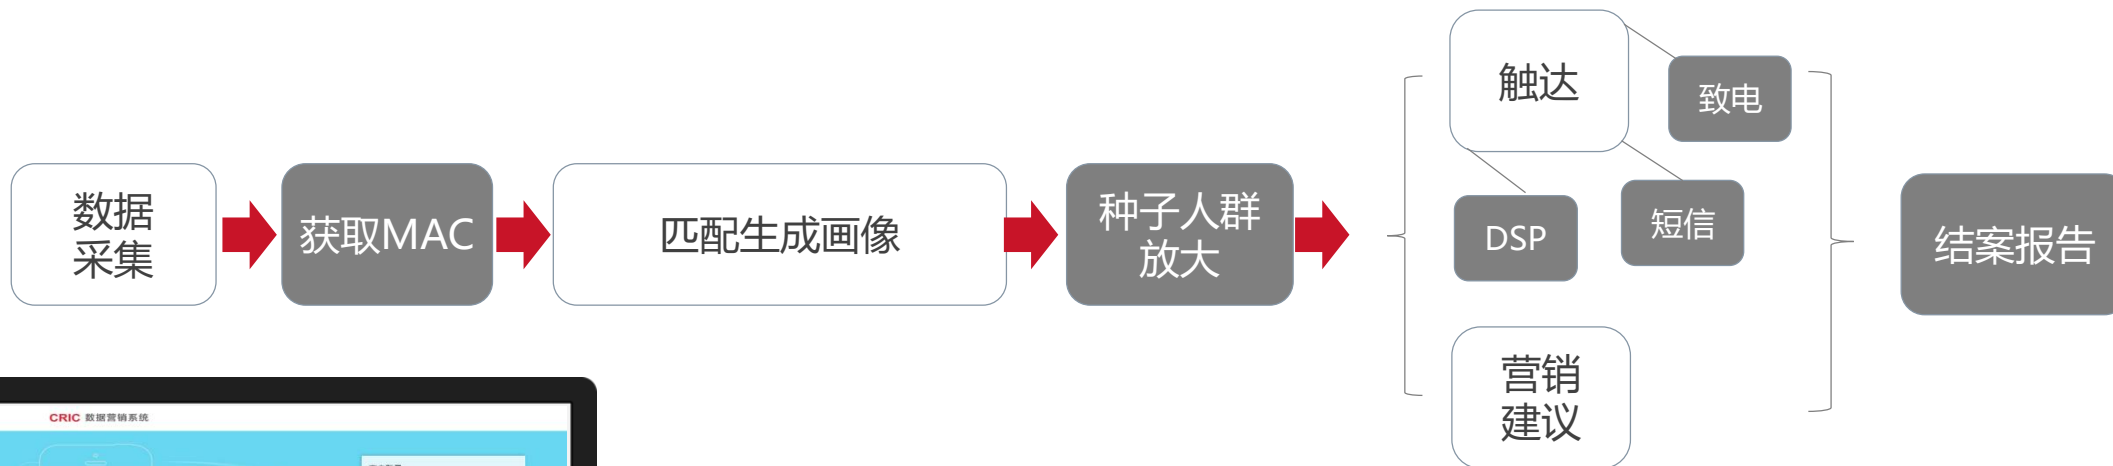 数据
采集
获取MAC
匹配生成画像
种子人群
放大
触达
致电
DSP
短信
营销
建议
结案报告
CRIC 数据营销系统